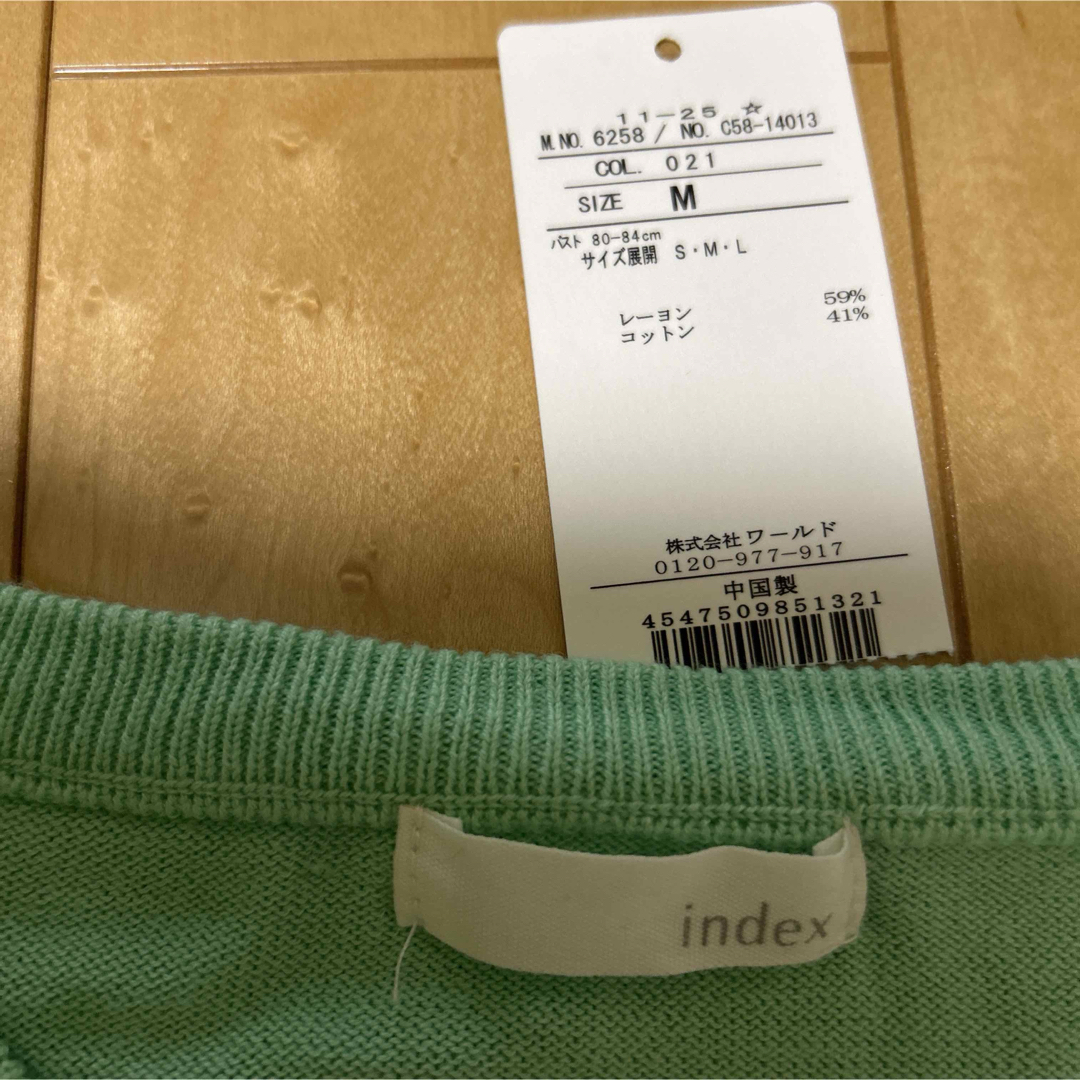 11-25 ☆
M.NO. 6258 / NO. C58-14013
COL. 021
SIZE M
バスト 80-84cm
サイズ展開 S・M・L
レーヨン 59%
コットン 41%
株式会社ワールド
0120-977-917
中国製
4547509851321
index